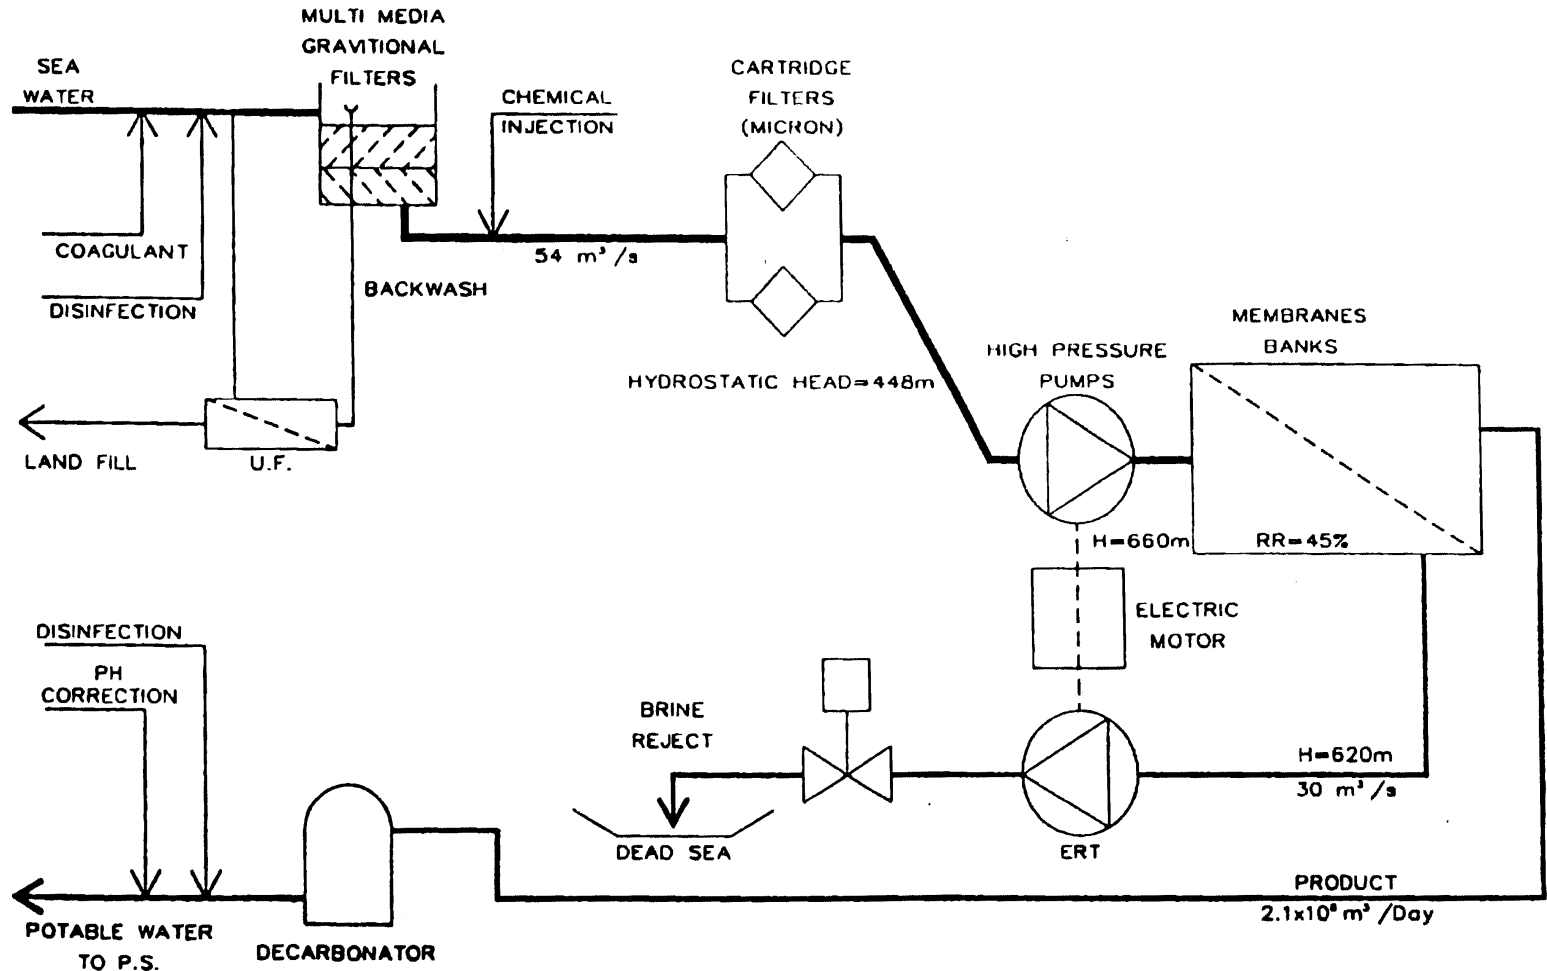 MULTI MEDIA
GRAVITIONAL
FILTERS
SEA
WATER
CHEMICAL
INJECTION
CARTRIDGE
FILTERS
(MICRON)
COAGULANT
DISINFECTION
BACKWASH
54 m³/s
LAND FILL
U.F.
HYDROSTATIC HEAD=448m
HIGH PRESSURE
PUMPS
MEMBRANES
BANKS
H=660m
RR=45%
ELECTRIC
MOTOR
DISINFECTION
PH
CORRECTION
BRINE
REJECT
H=620m
30 m³/s
DEAD SEA
ERT
PRODUCT
2.1x10⁶ m³/Day
POTABLE WATER
TO P.S.
DECARBONATOR